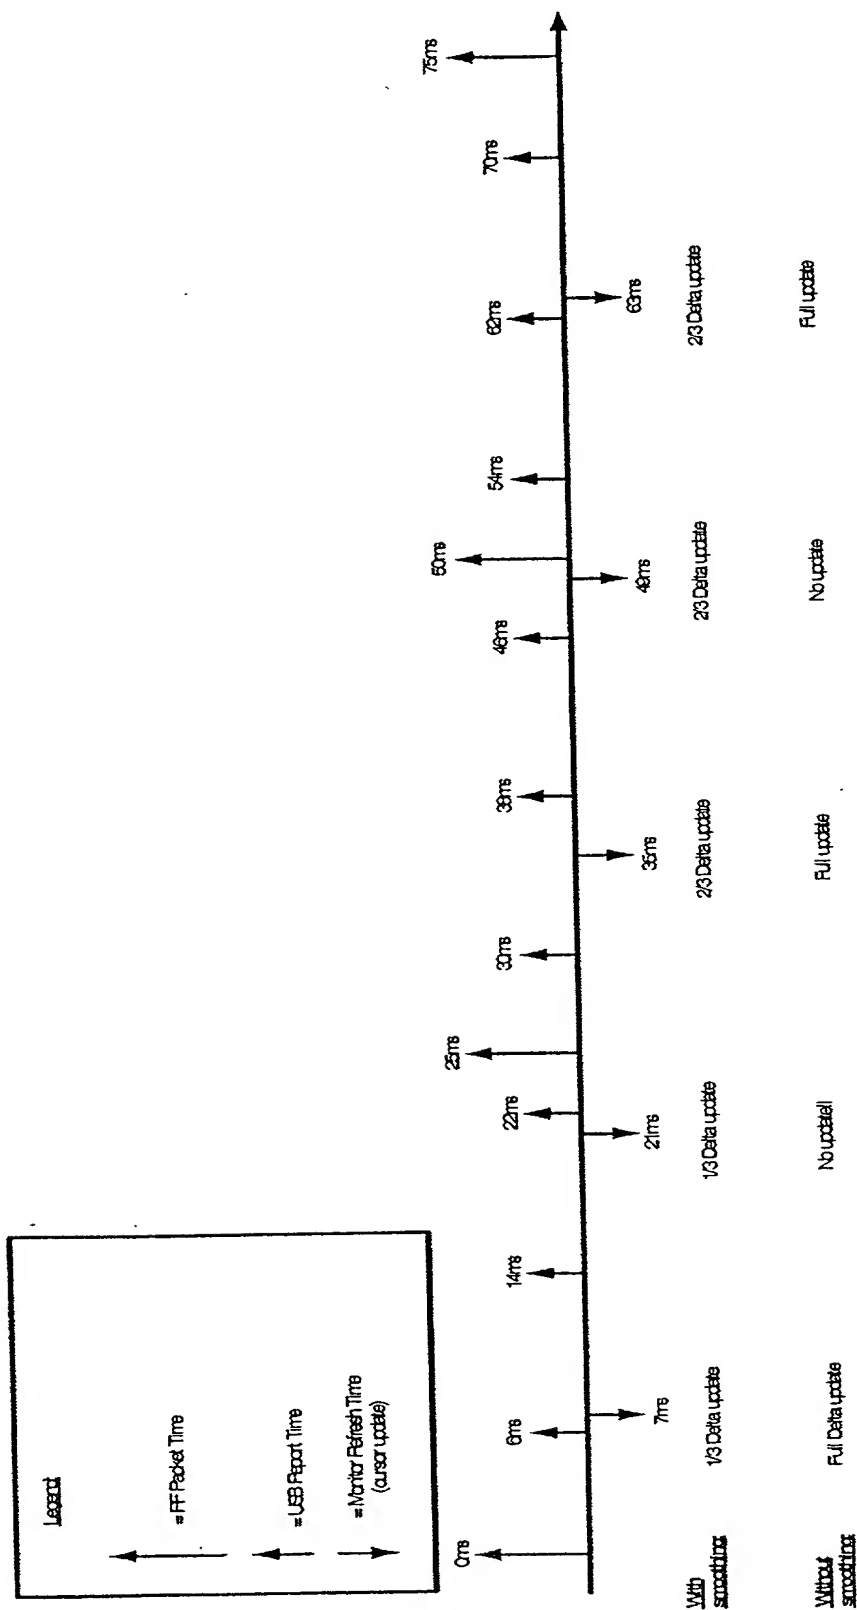 Legend
= RF Packet Time
= USB Report Time
= Monitor Refresh Time
(cursor update)
0ms
6ms
14ms
22ms
25ms
30ms
38ms
46ms
50ms
54ms
62ms
70ms
75ms
7ms
21ms
35ms
49ms
63ms
With
smoothing:
1/3 Delta update
1/3 Delta update
2/3 Delta update
2/3 Delta update
2/3 Delta update
Without
smoothing:
Full Delta update
No update!!
Full update
No update
Full update